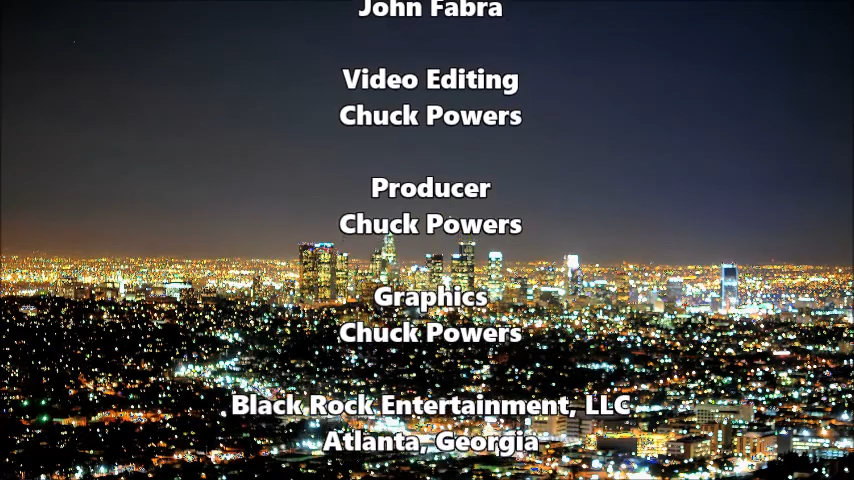 John Fabra
Video Editing
Chuck Powers
Producer
Chuck Powers
Graphics
Chuck Powers
Black Rock Entertainment, LLC
Atlanta, Georgia